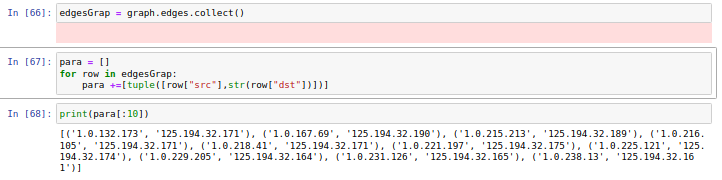 In [66]: edgesGrap = graph.edges.collect()
In [67]: para = []
for row in edgesGrap:
    para +=[tuple([row["src"],str(row["dst"])])]
In [68]: print(para[:10])
[('1.0.132.173', '125.194.32.171'), ('1.0.167.69', '125.194.32.190'), ('1.0.215.213', '125.194.32.189'), ('1.0.216.
105', '125.194.32.171'), ('1.0.218.41', '125.194.32.171'), ('1.0.221.197', '125.194.32.175'), ('1.0.225.121', '125.
194.32.174'), ('1.0.229.205', '125.194.32.164'), ('1.0.231.126', '125.194.32.165'), ('1.0.238.13', '125.194.32.16
1')]